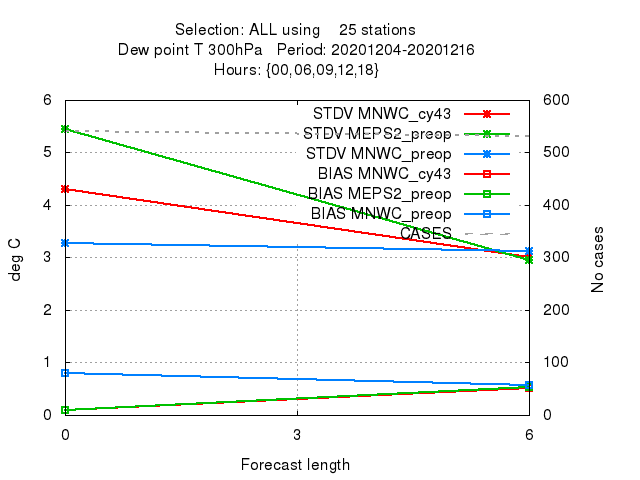 Selection: ALL using    25 stations
Dew point T 300hPa   Period: 20201204-20201216
Hours: {00,06,09,12,18}
6 600
STDV MNWC_cy43
STDV MEPS2_preop
5 500
STDV MNWC_preop
BIAS MNWC_cy43
BIAS MEPS2_preop
4 400
BIAS MNWC_preop
CASES
3 300
deg C
No cases
2 200
1 100
0 0
0 3 6
Forecast length